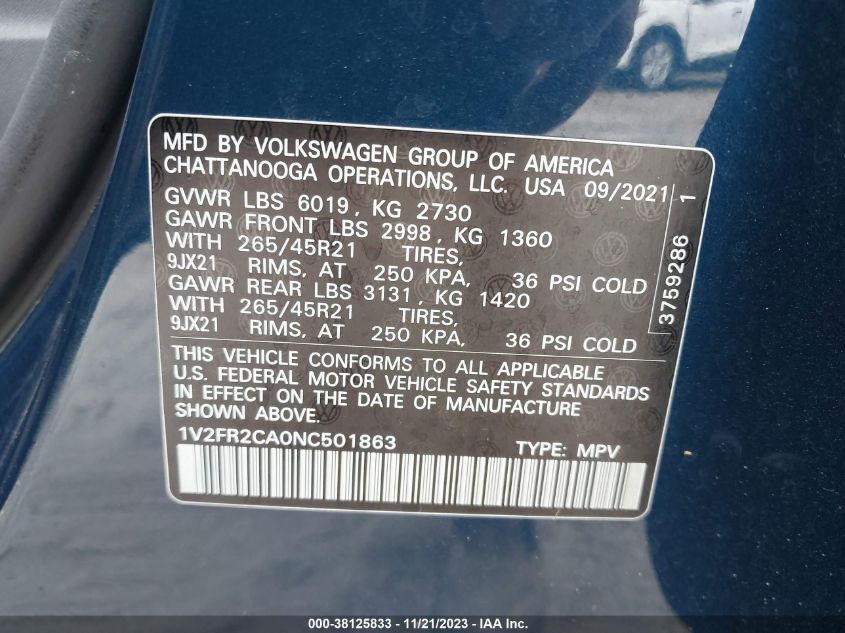 MFD BY VOLKSWAGEN GROUP OF AMERICA
CHATTANOOGA OPERATIONS, LLC. USA 09/2021
GVWR LBS 6019, KG 2730
GAWR FRONT LBS 2998, KG 1360
WITH 265/45R21 TIRES,
9JX21 RIMS, AT 250 KPA, 36 PSI COLD
GAWR REAR LBS 3131, KG 1420
WITH 265/45R21 TIRES,
9JX21 RIMS, AT 250 KPA, 36 PSI COLD
3759286 1
THIS VEHICLE CONFORMS TO ALL APPLICABLE
U.S. FEDERAL MOTOR VEHICLE SAFETY STANDARDS
IN EFFECT ON THE DATE OF MANUFACTURE
SHOWN ABOVE.
1V2FR2CA0NC501863 TYPE: MPV
000-38125833 - 11/21/2023 - IAA Inc.